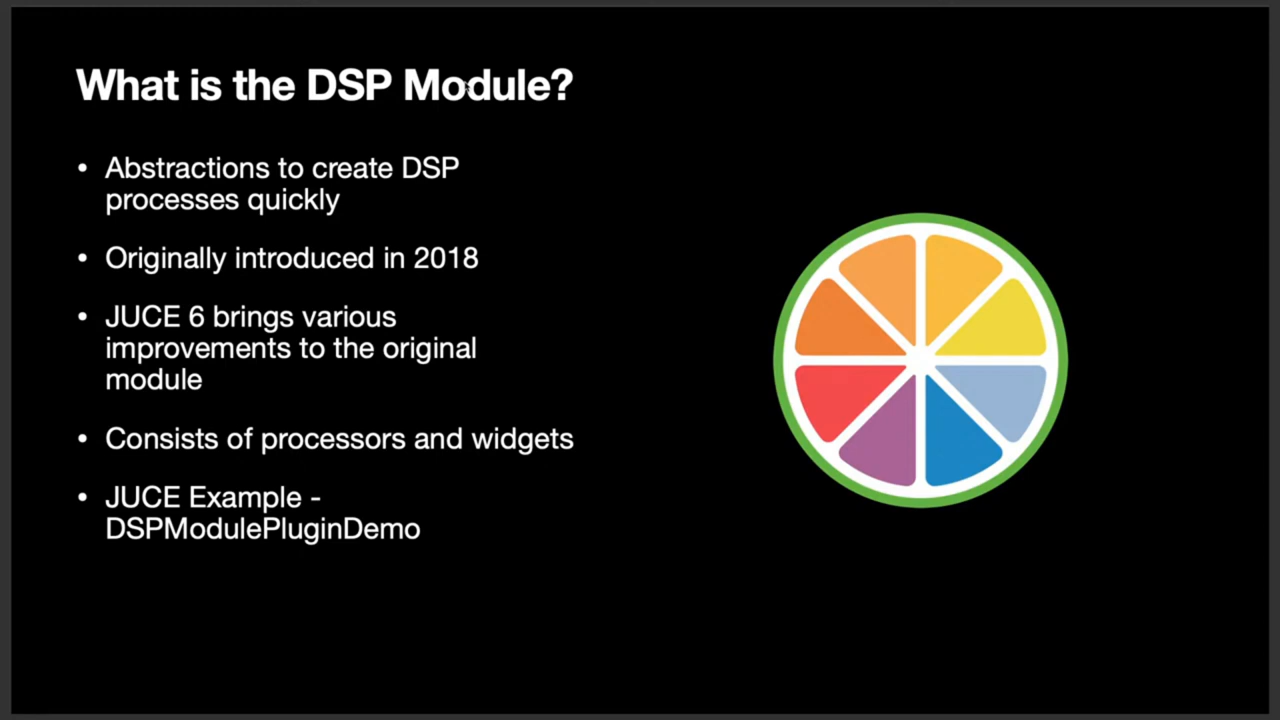 What is the DSP Module?
• Abstractions to create DSP
processes quickly
• Originally introduced in 2018
• JUCE 6 brings various
improvements to the original
module
• Consists of processors and widgets
• JUCE Example -
DSPModulePluginDemo